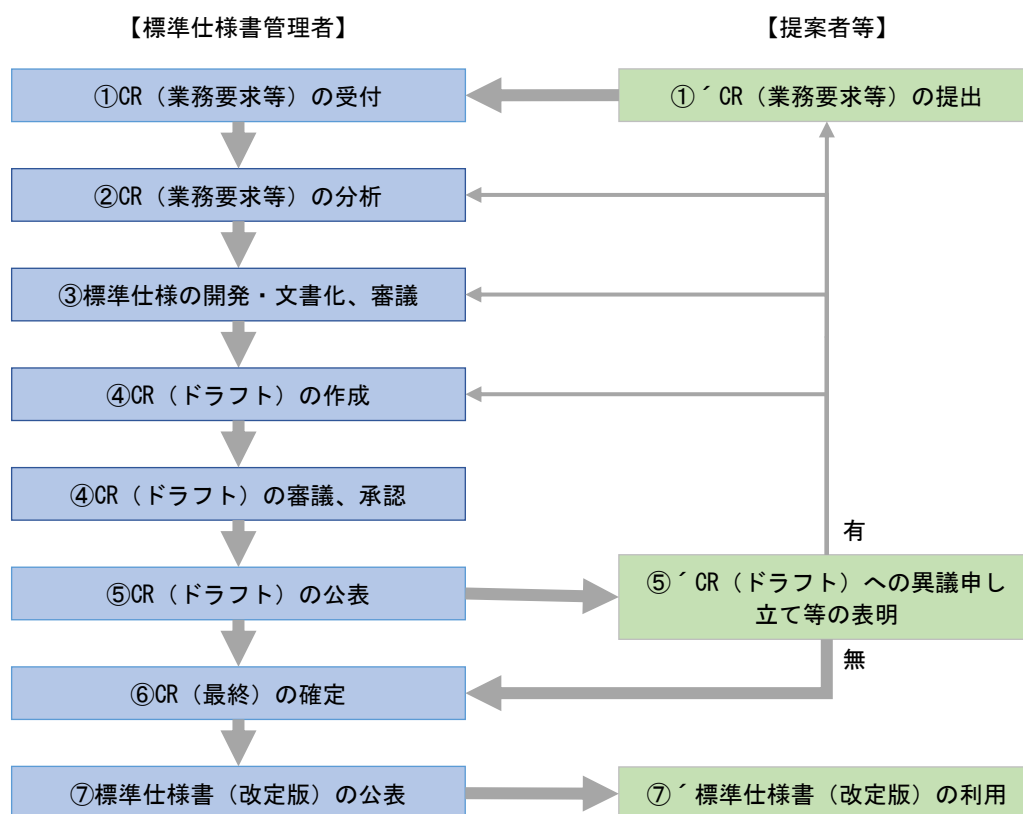 【標準仕様書管理者】
【提案者等】
①CR（業務要求等）の受付
①´CR（業務要求等）の提出
②CR（業務要求等）の分析
③標準仕様の開発・文書化、審議
④CR（ドラフト）の作成
④CR（ドラフト）の審議、承認
有
⑤CR（ドラフト）の公表
⑤´CR（ドラフト）への異議申し
立て等の表明
無
⑥CR（最終）の確定
⑦標準仕様書（改定版）の公表
⑦´標準仕様書（改定版）の利用